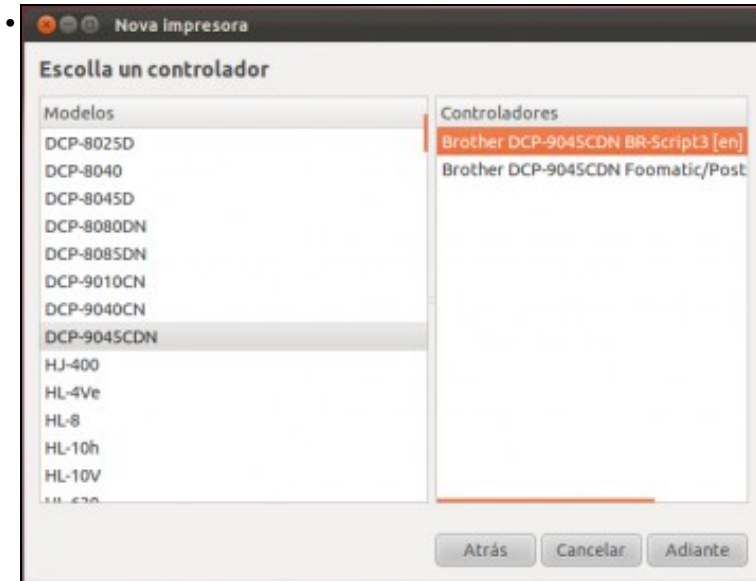 Nova impresora
Escolla un controlador
Modelos
DCP-8025D
DCP-8040
DCP-8045D
DCP-8080DN
DCP-8085DN
DCP-9010CN
DCP-9040CN
DCP-9045CDN
HJ-400
HL-4Ve
HL-8
HL-10h
HL-10V
Controladores
Brother DCP-9045CDN BR-Script3 [en]
Brother DCP-9045CDN Foomatic/Post
Atrás Cancelar Adiante